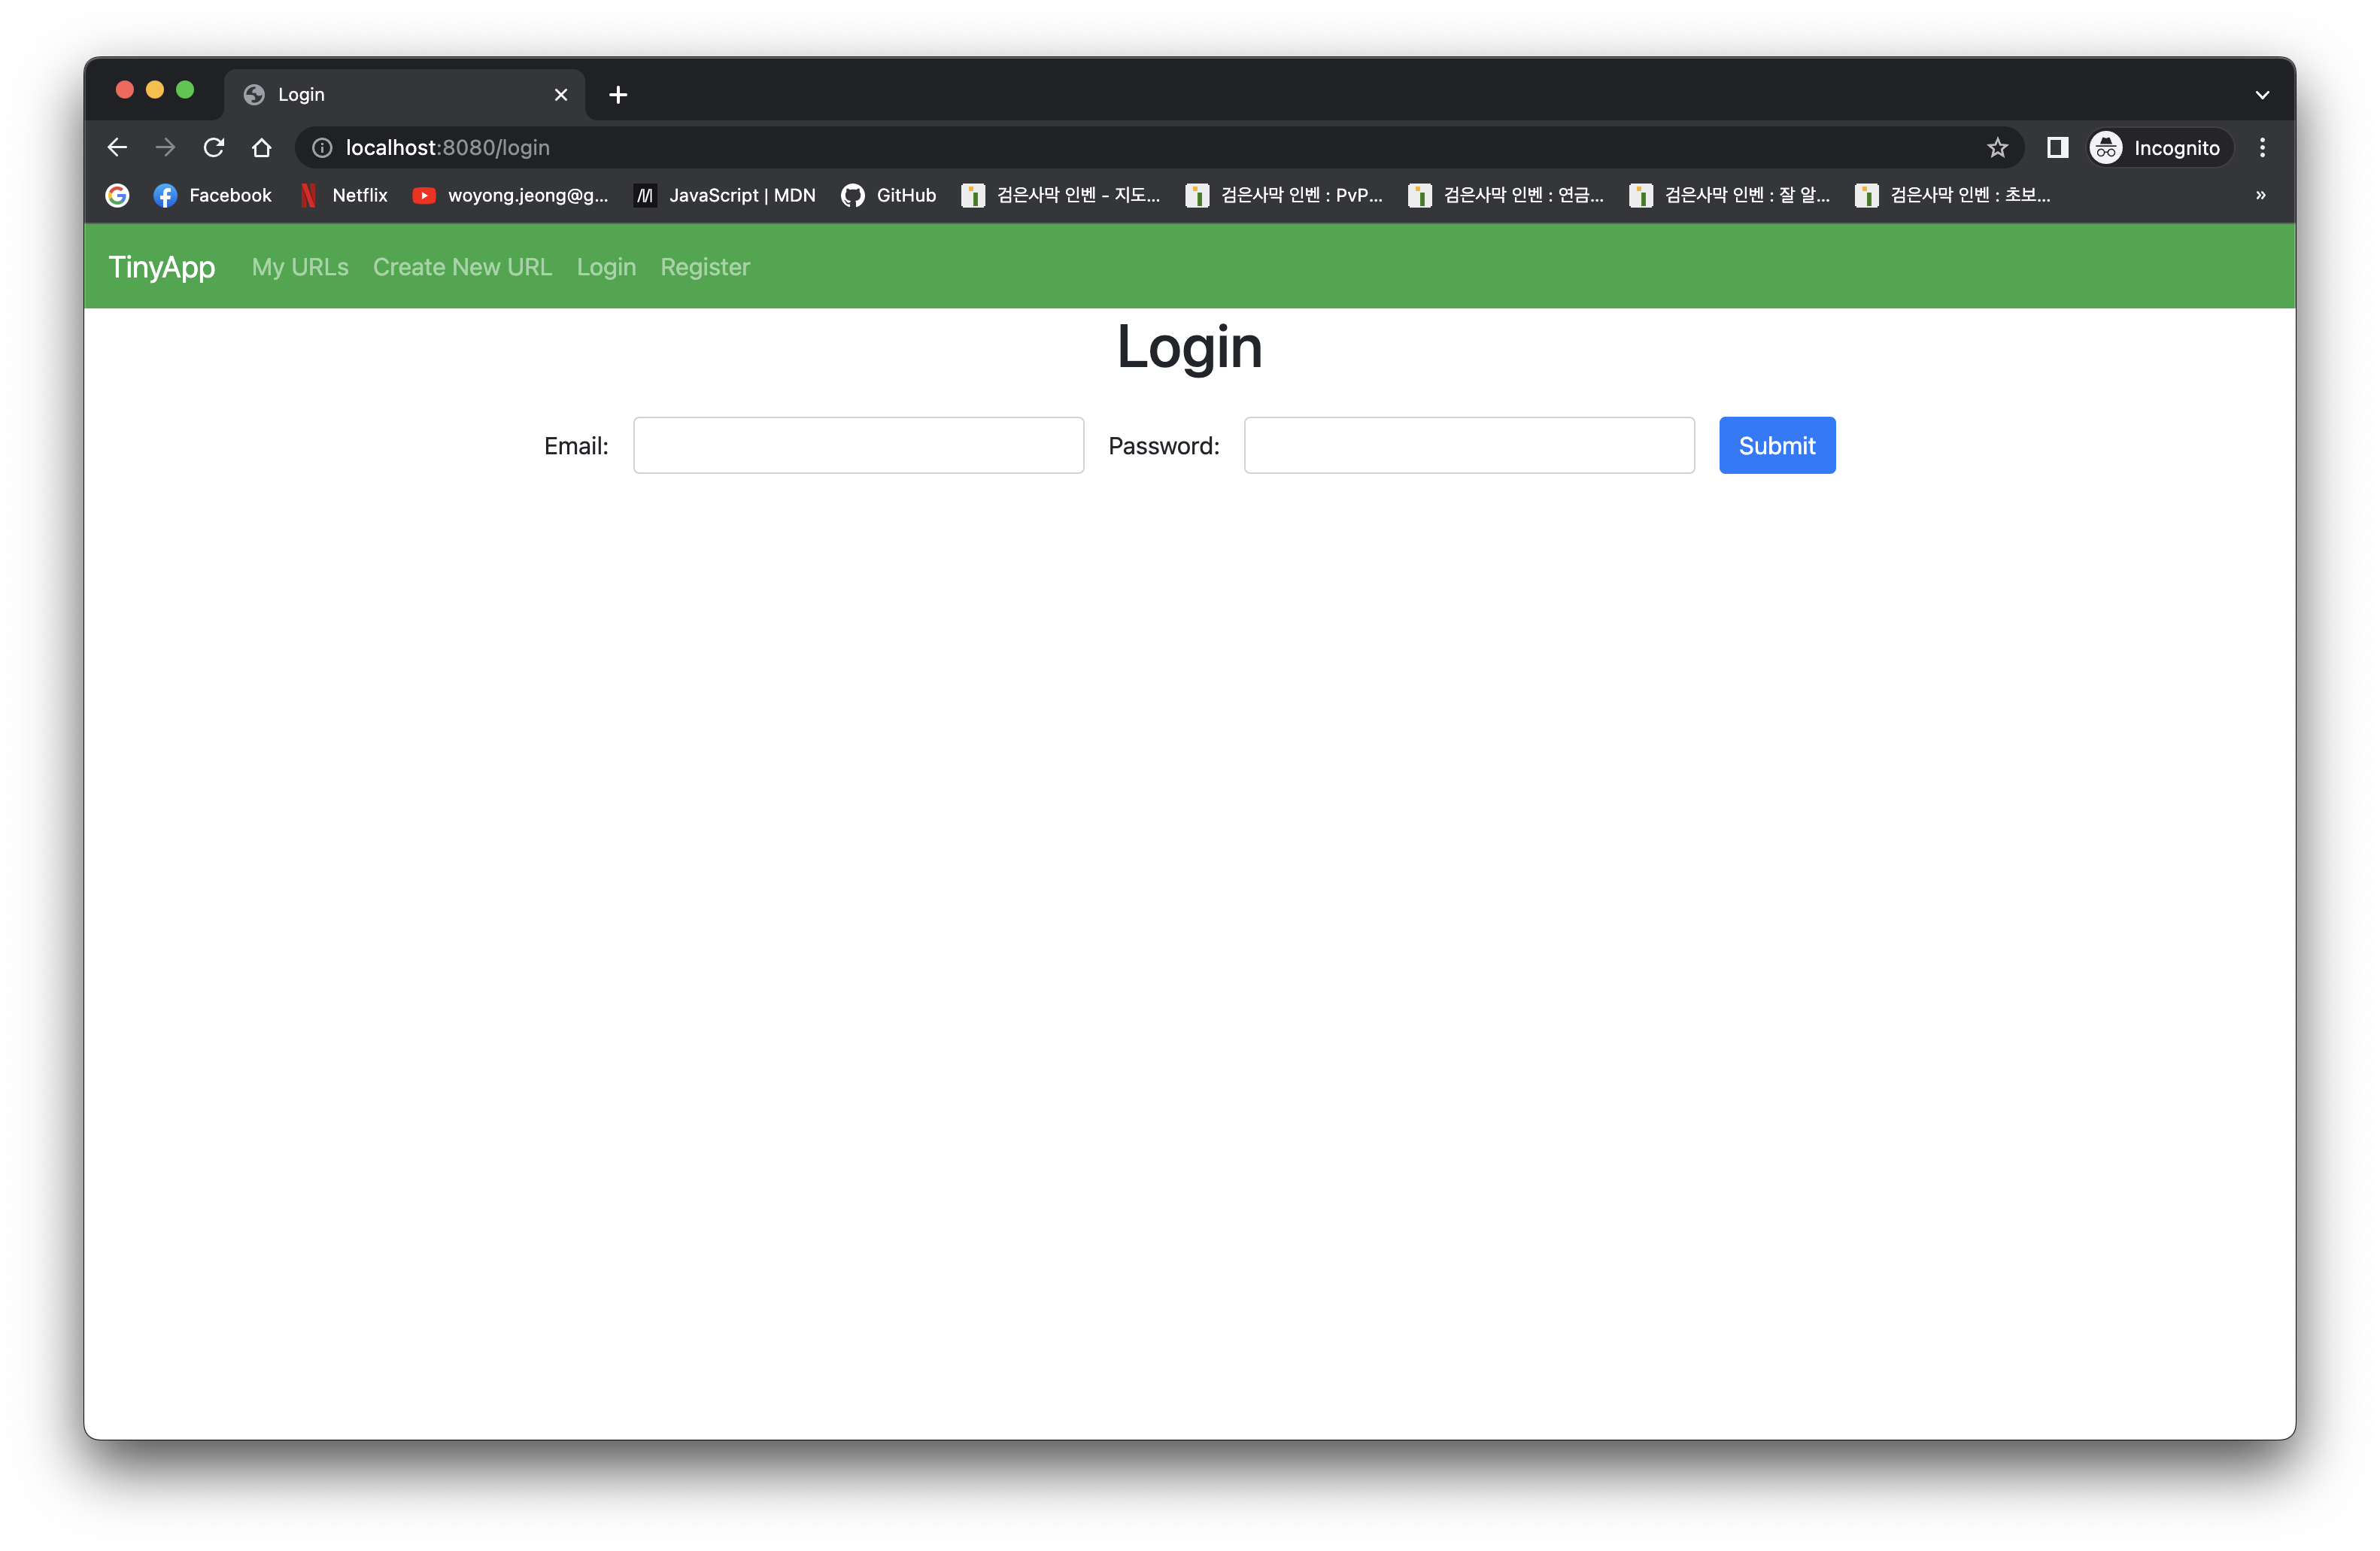 Login
localhost:8080/login
Incognito
Facebook Netflix woyong.jeong@g... JavaScript | MDN GitHub 검은사막 인벤 - 지도... 검은사막 인벤 : PvP... 검은사막 인벤 : 연금... 검은사막 인벤 : 잘 알... 검은사막 인벤 : 초보... »
TinyApp My URLs Create New URL Login Register
Login
Email: Password: Submit